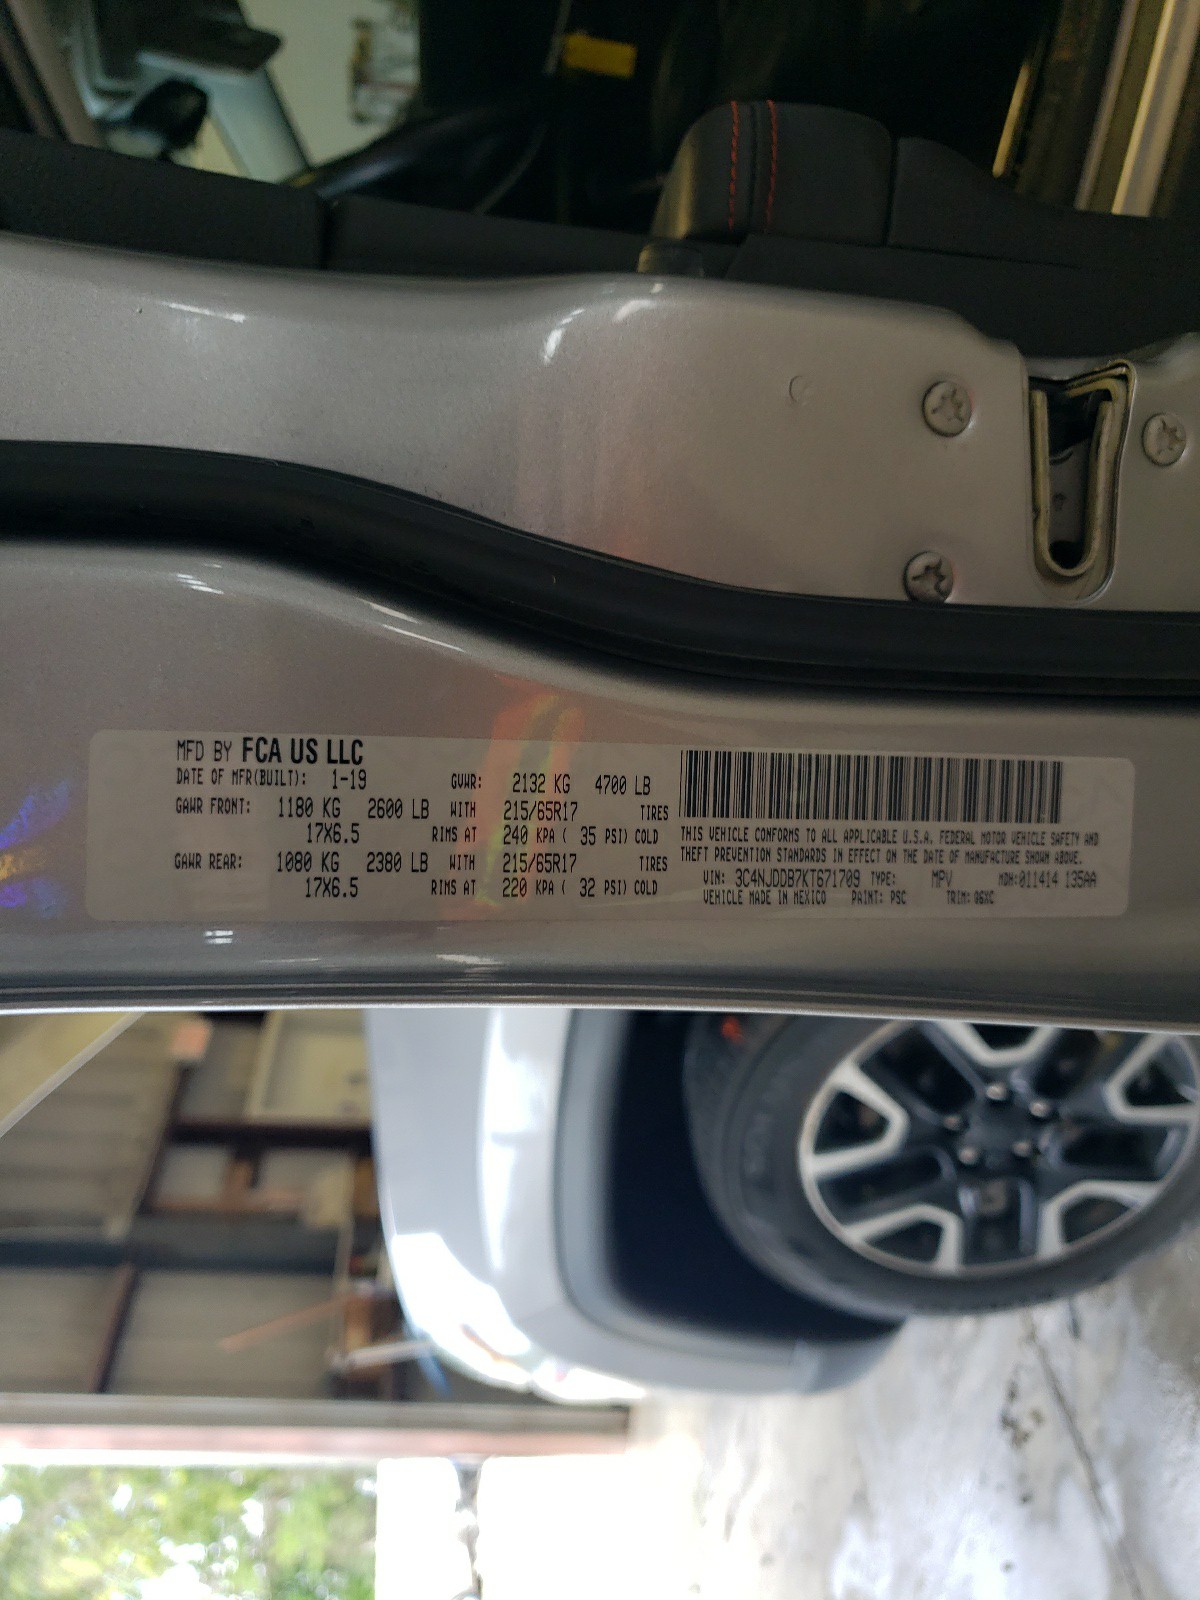 MFD BY FCA US LLC
DATE OF MFR(BUILT): 1-19 GVWR: 2132 KG 4700 LB
GAWR FRONT: 1180 KG 2600 LB WITH 215/65R17 TIRES
17X6.5 RIMS AT 240 KPA ( 35 PSI) COLD
GAWR REAR: 1080 KG 2380 LB WITH 215/65R17 TIRES
17X6.5 RIMS AT 220 KPA ( 32 PSI) COLD
THIS VEHICLE CONFORMS TO ALL APPLICABLE U.S.A. FEDERAL MOTOR VEHICLE SAFETY AND
THEFT PREVENTION STANDARDS IN EFFECT ON THE DATE OF MANUFACTURE SHOWN ABOVE.
VIN: 3C4NJDDB7KT671709 TYPE: MPV MDH:011414 135AA
VEHICLE MADE IN MEXICO PAINT: PSC TRIM: